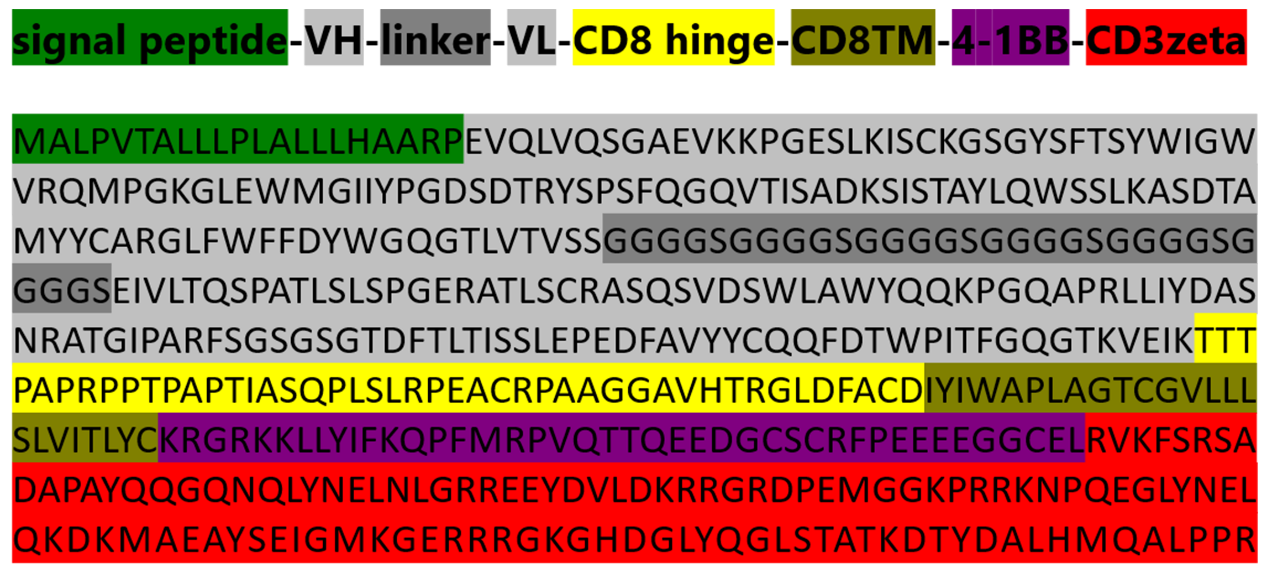 signal peptide-VH-linker-VL-CD8 hinge-CD8TM-4-1BB-CD3zeta
MALPVTALLLPLALLLHAARPEVQLVQSGAEVKKPGESLKISCKGSGYSFTSYWIGW
VRQMPGKGLEWMGIIYPGDSDTRYSPSFQGQVTISADKSISTAYLQWSSLKASDTA
MYYCARGLFWFFDYWGQGTLVTVSSGGGGSGGGGSGGGGSGGGGSGGGGSG
GGGSEIVLTQSPATLSLSPGERATLSCRASQSVDSWLAWYQQKPGQAPRLLIYDAS
NRATGIPARFSGSGSGTDFTLTISSLEPEDFAVYYCQQFDTWPITFGQGTKVEIKTTT
PAPRPPTPAPTIASQPLSLRPEACRPAAGGAVHTRGLDFACDIYIWAPLAGTCGVLLL
SLVITLYCKRGRKKLLYIFKQPFMRPVQTTQEEDGCSCRFPEEEEGGCELRVKFSRSA
DAPAYQQGQNQLYNELNLGRREEYDVLDKRRGRDPEMGGKPRRKNPQEGLYNEL
QKDKMAEAYSEIGMKGERRRGKGHDGLYQGLSTATKDTYDALHMQALPPR